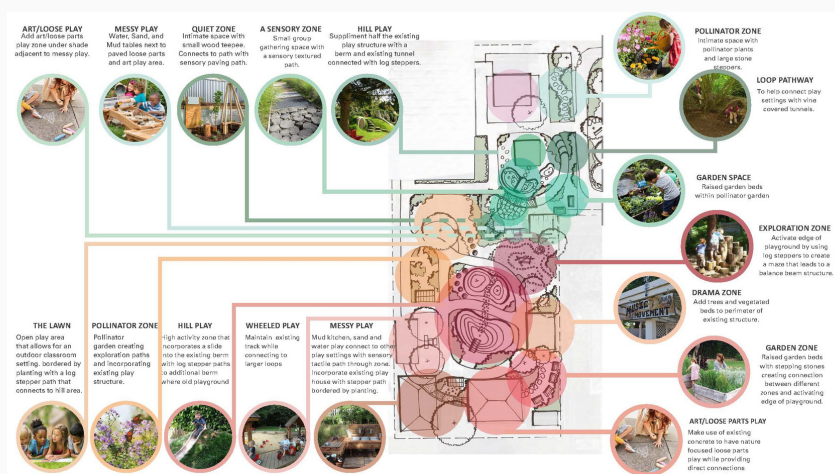 ART/LOOSE PLAY
Add art/loose parts
play zone under shade
adjacent to messy play.
MESSY PLAY
Water, Sand, and
Mud tables next to
paved loose parts
and art play area.
QUIET ZONE
Intimate space with
small wood teepee.
Connects to path with
sensory paving path.
A SENSORY ZONE
Small group
gathering space with
a sensory textured
path.
HILL PLAY
Suppliment half the existing
play structure with a
berm and existing tunnel
connected with log steppers.
POLLINATOR ZONE
Intimate space with
pollinator plants
and large stone
steppers.
LOOP PATHWAY
To help connect play
settings with vine
covered tunnels.
GARDEN SPACE
Raised garden beds
within pollinator garden
EXPLORATION ZONE
Activate edge of
playground by using
log steppers to create
a maze that leads to a
balance beam structure.
DRAMA ZONE
Add trees and vegetated
beds to perimeter of
existing structure.
MUSIC
MOVEMENT
GARDEN ZONE
Raised garden beds
with stepping stones
creating connection
between different
zones and activating
edge of playground.
ART/LOOSE PARTS PLAY
Make use of existing
concrete to have nature
focused loose parts
play while providing
direct connections
THE LAWN
Open play area
that allows for an
outdoor classroom
setting. bordered by
planting with a log
stepper path that
connects to hill area.
POLLINATOR ZONE
Pollinator
garden creating
exploration paths
and incorporating
existing play
structure.
HILL PLAY
High activity zone that
incorporates a slide
into the existing berm
with log stepper paths
to additional berm
where old playground
WHEELED PLAY
Maintain existing
track while
connecting to
larger loops
MESSY PLAY
Mud kitchen, sand and
water play connect to other
play settings with sensory
tactile path through zone.
Incorporate existing play
house with stepper path
bordered by planting.